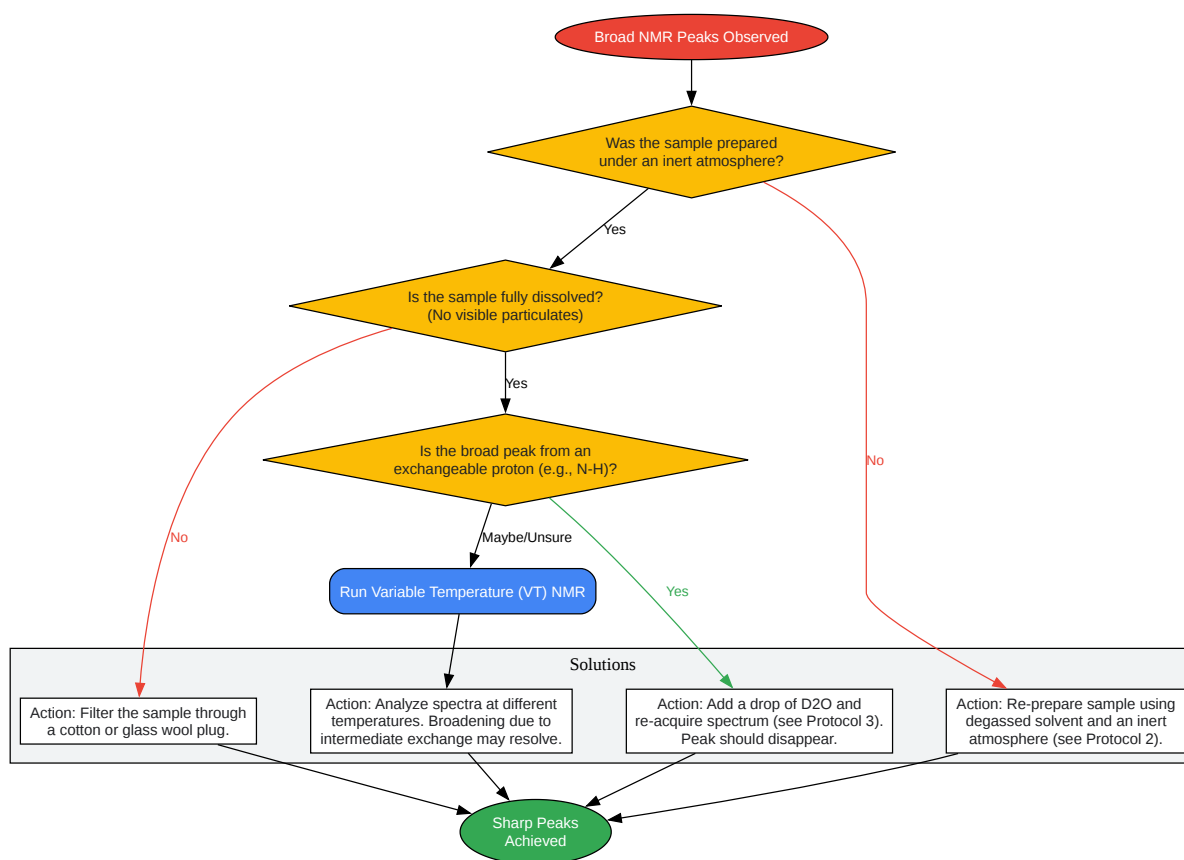 Broad NMR Peaks Observed
Was the sample prepared
under an inert atmosphere?
Yes
Is the sample fully dissolved?
(No visible particulates)
Yes
Is the broad peak from an
exchangeable proton (e.g., N-H)?
No
No
Maybe/Unsure
Run Variable Temperature (VT) NMR
Yes
Solutions
Action: Filter the sample through
a cotton or glass wool plug.
Action: Analyze spectra at different
temperatures. Broadening due to
intermediate exchange may resolve.
Action: Add a drop of D2O and
re-acquire spectrum (see Protocol 3).
Peak should disappear.
Action: Re-prepare sample using
degassed solvent and an inert
atmosphere (see Protocol 2).
Sharp Peaks
Achieved